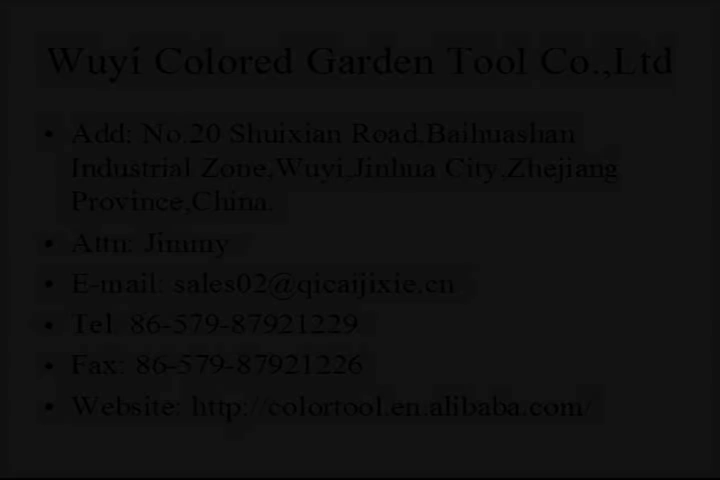 Wuyi Colored Garden Tool Co.,Ltd
• Add: No.20 Shuixian Road,Baihuashan
Industrial Zone,Wuyi,Jinhua City,Zhejiang
Province,China.
• Attn: Jimmy
• E-mail: sales02@qicaijixie.cn
• Tel: 86-579-87921229
• Fax: 86-579-87921226
• Website: http://colortool.en.alibaba.com/